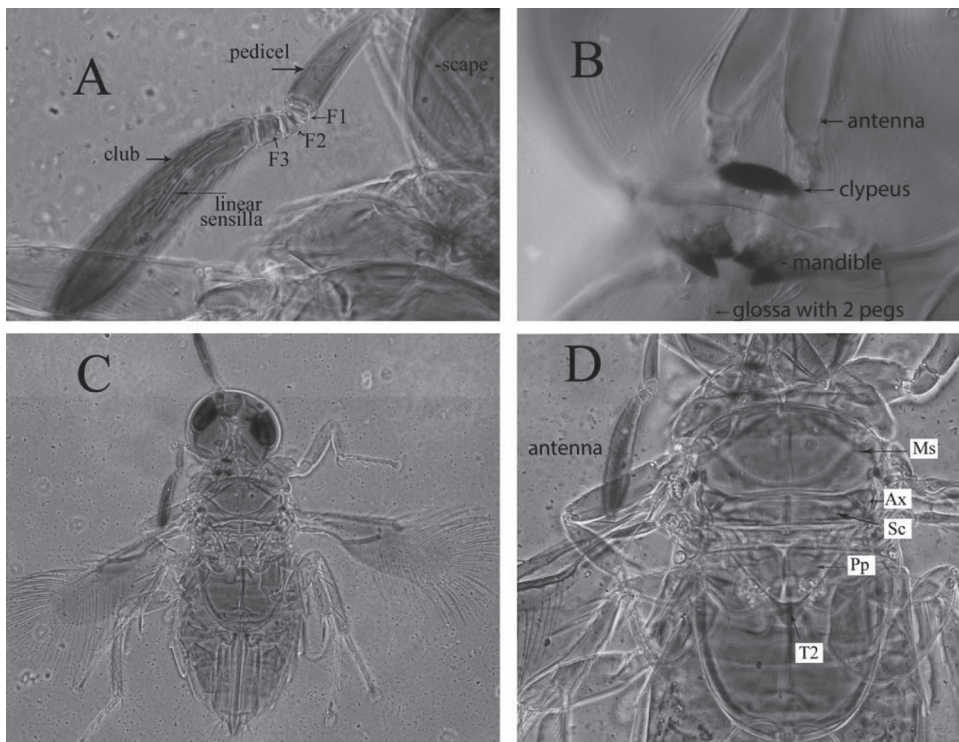 A
pedicel
-scape
F1
F2
F3
club
linear
sensilla
B
antenna
clypeus
- mandible
glossa with 2 pegs
C
D
antenna
Ms
Ax
Sc
Pp
T2